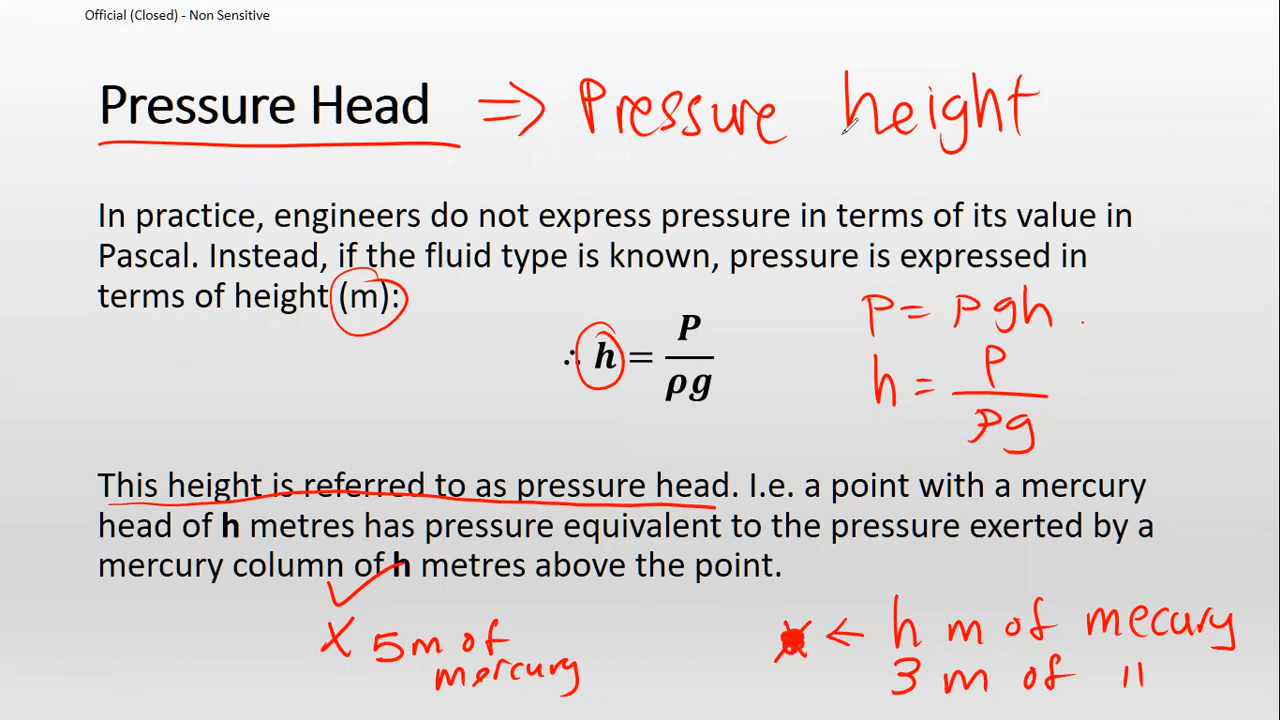 Official (Closed) - Non Sensitive
Pressure Head => Pressure height
In practice, engineers do not express pressure in terms of its value in
Pascal. Instead, if the fluid type is known, pressure is expressed in
terms of height (m):
P = ρgh
∴ h = P/ρg
h = P/ρg
This height is referred to as pressure head. I.e. a point with a mercury
head of h metres has pressure equivalent to the pressure exerted by a
mercury column of h metres above the point.
x 5m of
mercury
← h m of mecury
3 m of "